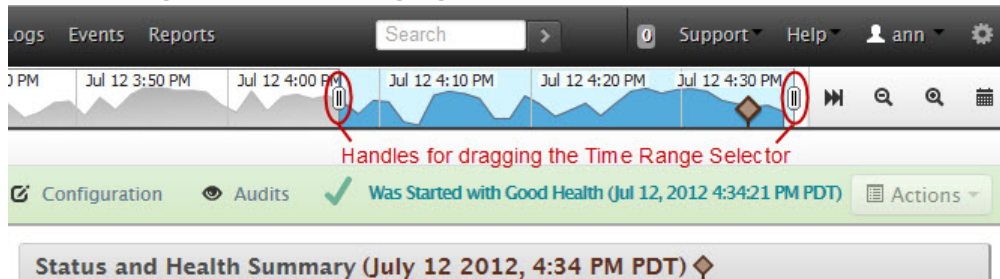 Logs Events Reports Search 0 Support Help ann
PM Jul 12 3:50 PM Jul 12 4:00 PM Jul 12 4:10 PM Jul 12 4:20 PM Jul 12 4:30 PM
Handles for dragging the Time Range Selector
Configuration Audits Was Started with Good Health (Jul 12, 2012 4:34:21 PM PDT) Actions
Status and Health Summary (July 12 2012, 4:34 PM PDT)